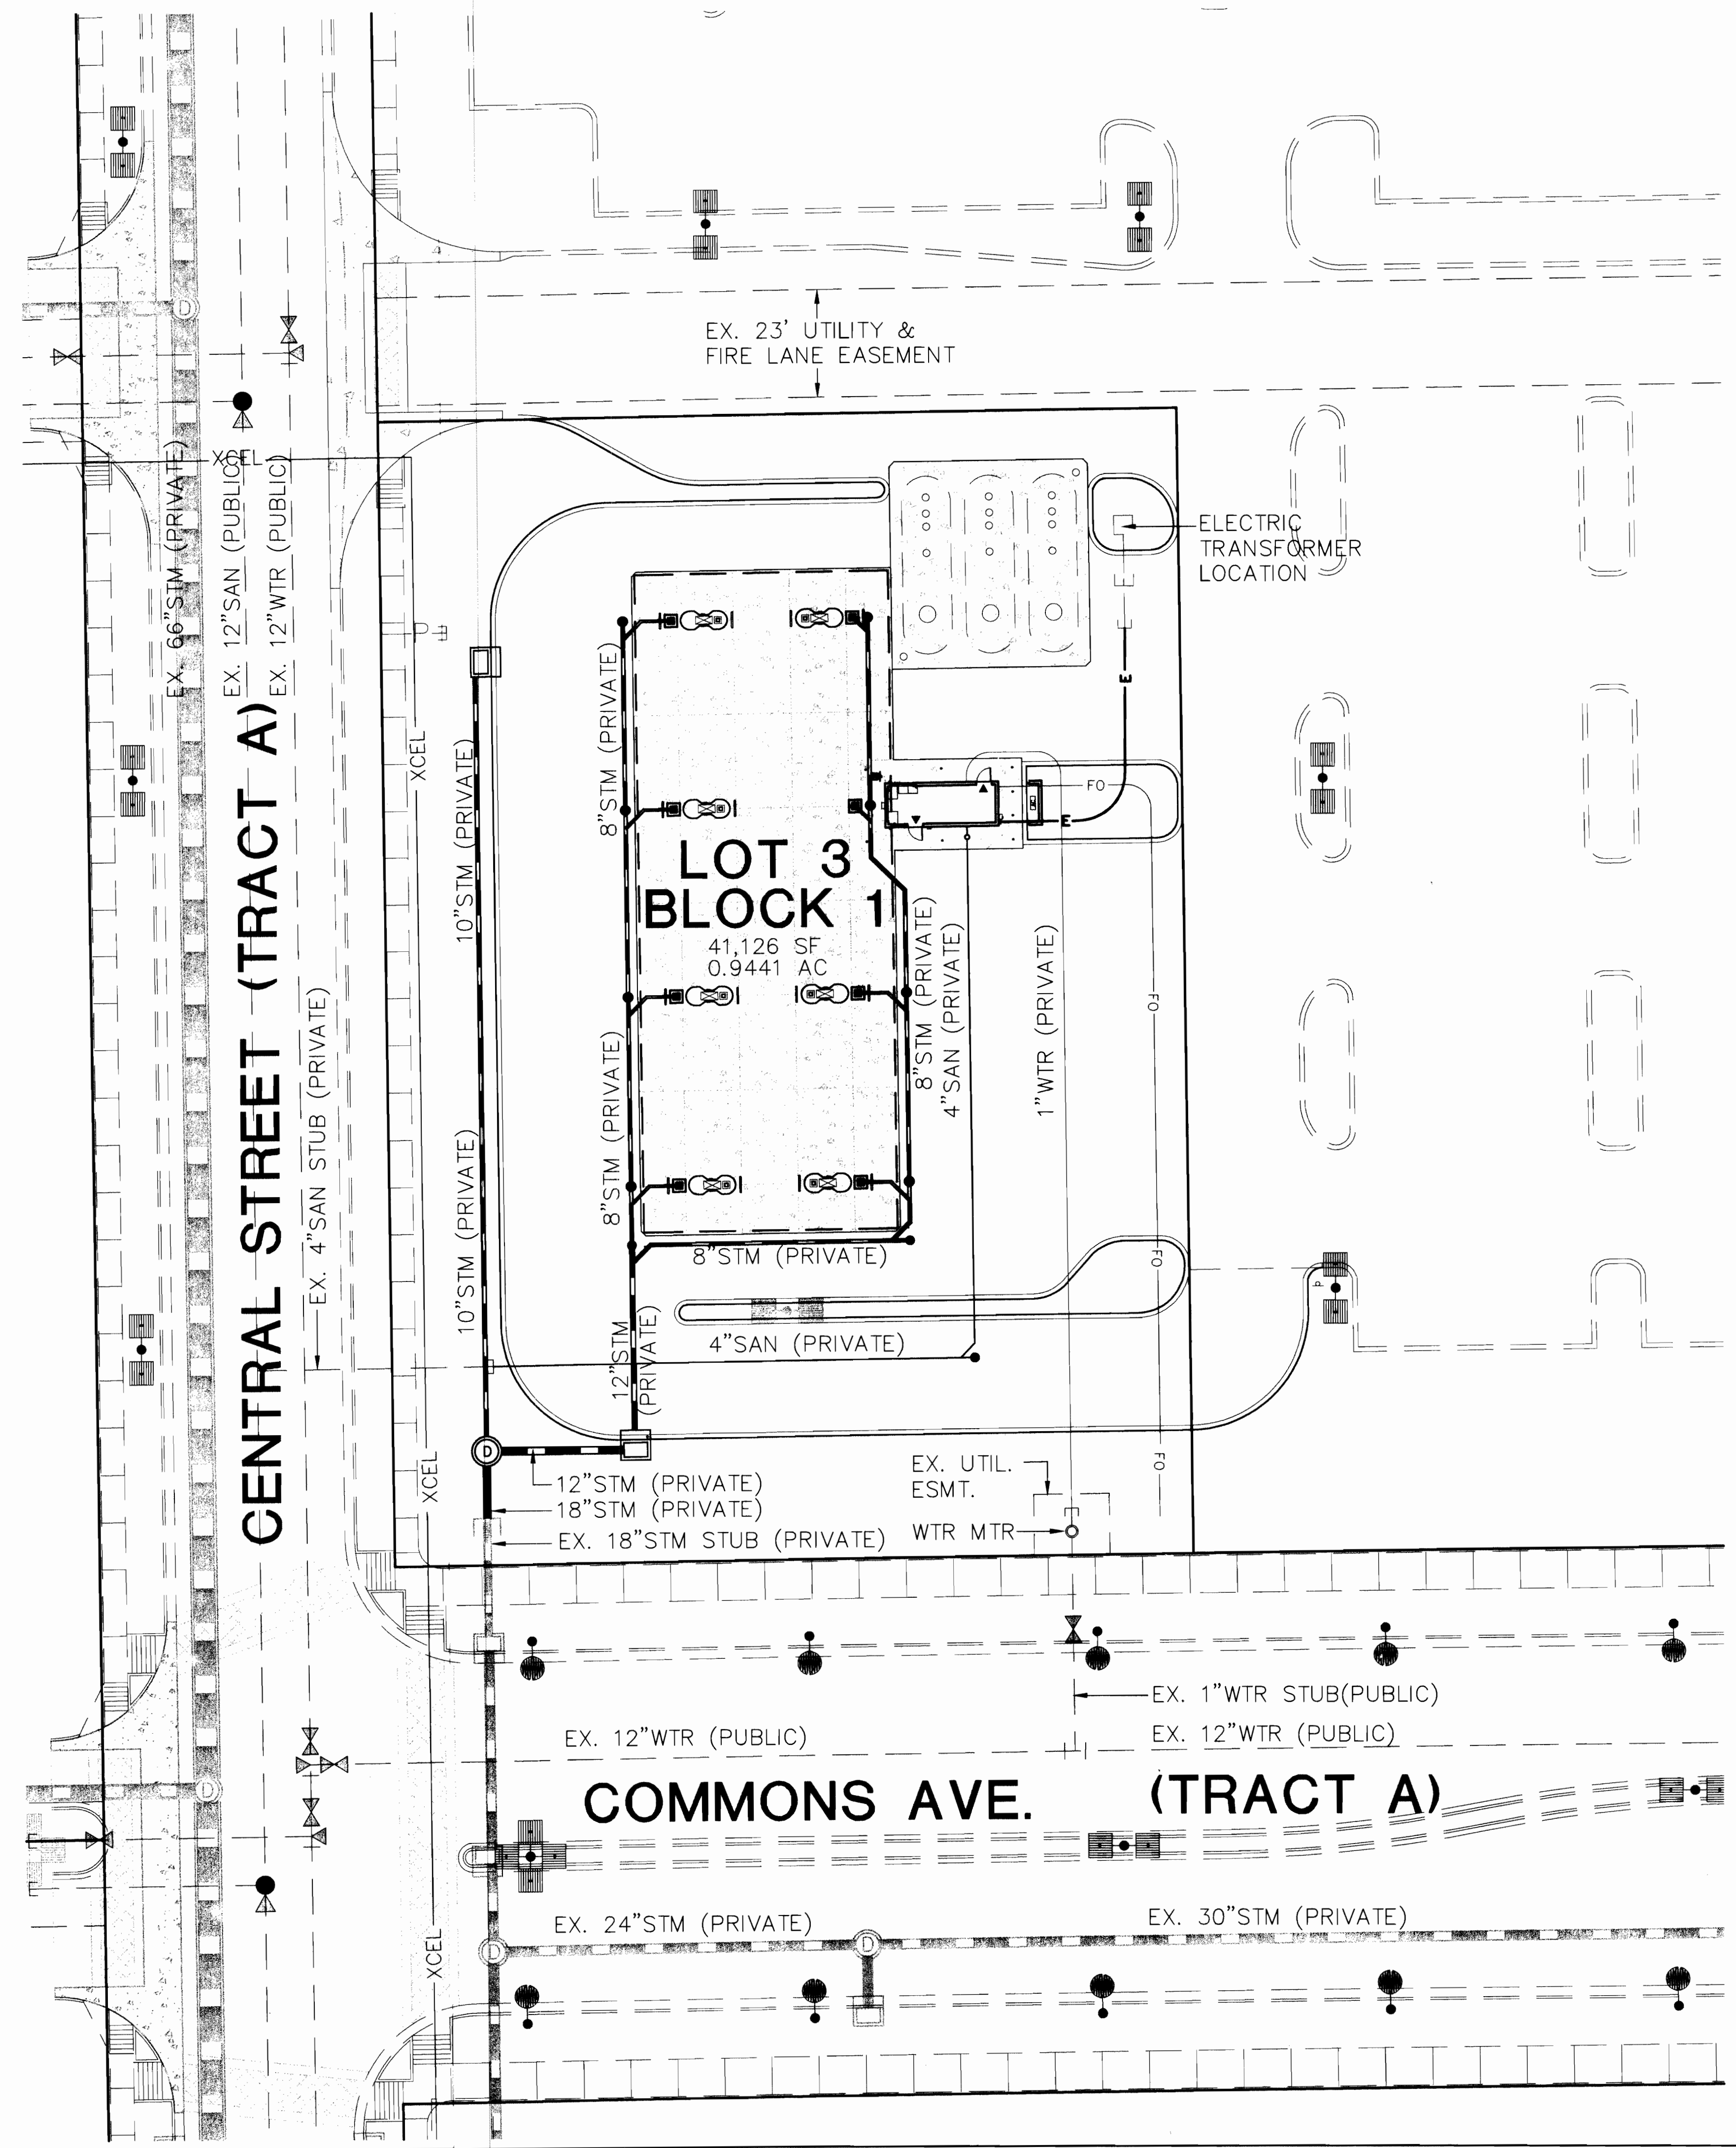 EX. 23' UTILITY &
FIRE LANE EASEMENT
XCEL
EX. 66"STM (PRIVATE)
EX. 12"SAN (PUBLIC)
EX. 12"WTR (PUBLIC)
D
ELECTRIC
TRANSFORMER
LOCATION
E
E
E
E
FO
FO
FO
FO
XCEL
10"STM (PRIVATE)
8"STM (PRIVATE)
LOT 3
BLOCK 1
41,126 SF
0.9441 AC
CENTRAL STREET (TRACT A)
EX. 4"SAN STUB (PRIVATE)
8"STM (PRIVATE)
4"SAN (PRIVATE)
1"WTR (PRIVATE)
8"STM (PRIVATE)
10"STM (PRIVATE)
8"STM (PRIVATE)
12"STM
(PRIVATE)
4"SAN (PRIVATE)
D
12"STM (PRIVATE)
18"STM (PRIVATE)
EX. 18"STM STUB (PRIVATE)
EX. UTIL.
ESMT.
WTR MTR
XCEL
EX. 1"WTR STUB(PUBLIC)
EX. 12"WTR (PUBLIC)
EX. 12"WTR (PUBLIC)
D
COMMONS AVE. (TRACT A)
EX. 24"STM (PRIVATE)
EX. 30"STM (PRIVATE)
D
D
XCEL